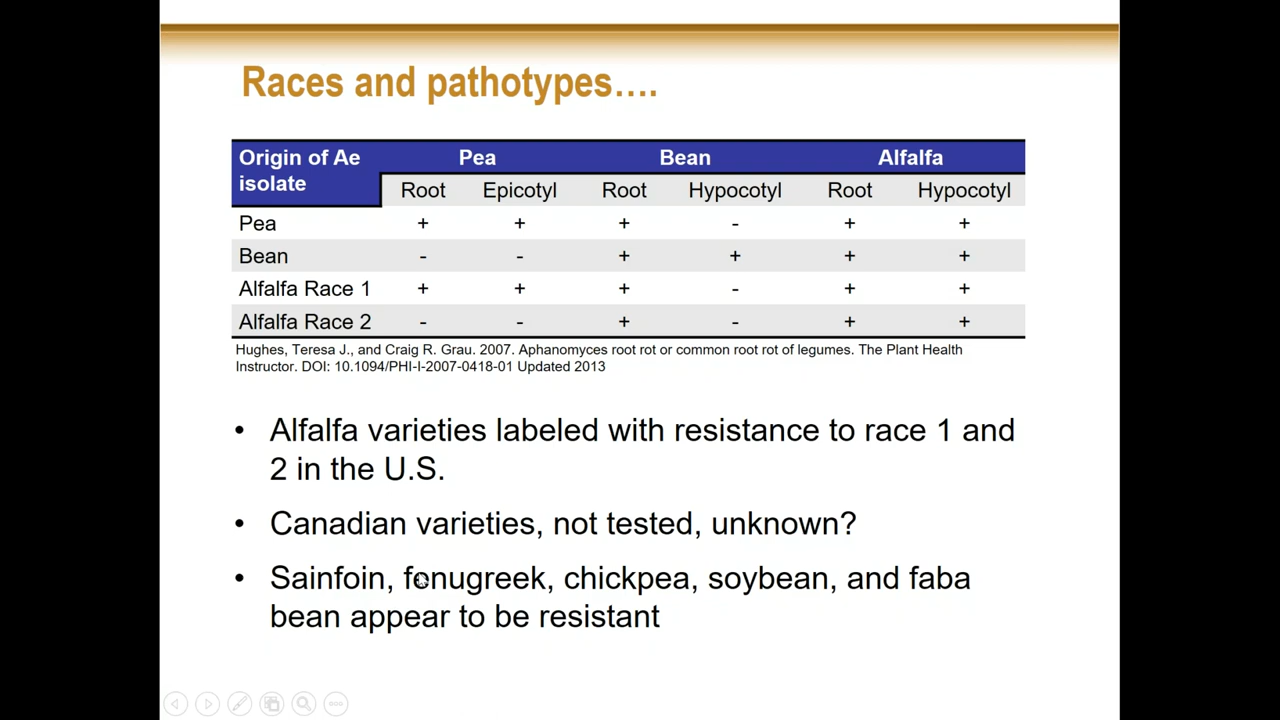 Races and pathotypes….
Origin of Ae isolate Pea Bean Alfalfa
Root Epicotyl Root Hypocotyl Root Hypocotyl
Pea + + + - + +
Bean - - + + + +
Alfalfa Race 1 + + + - + +
Alfalfa Race 2 - - + - + +
Hughes, Teresa J., and Craig R. Grau. 2007. Aphanomyces root rot or common root rot of legumes. The Plant Health
Instructor. DOI: 10.1094/PHI-I-2007-0418-01 Updated 2013
• Alfalfa varieties labeled with resistance to race 1 and
2 in the U.S.
• Canadian varieties, not tested, unknown?
• Sainfoin, fenugreek, chickpea, soybean, and faba
bean appear to be resistant